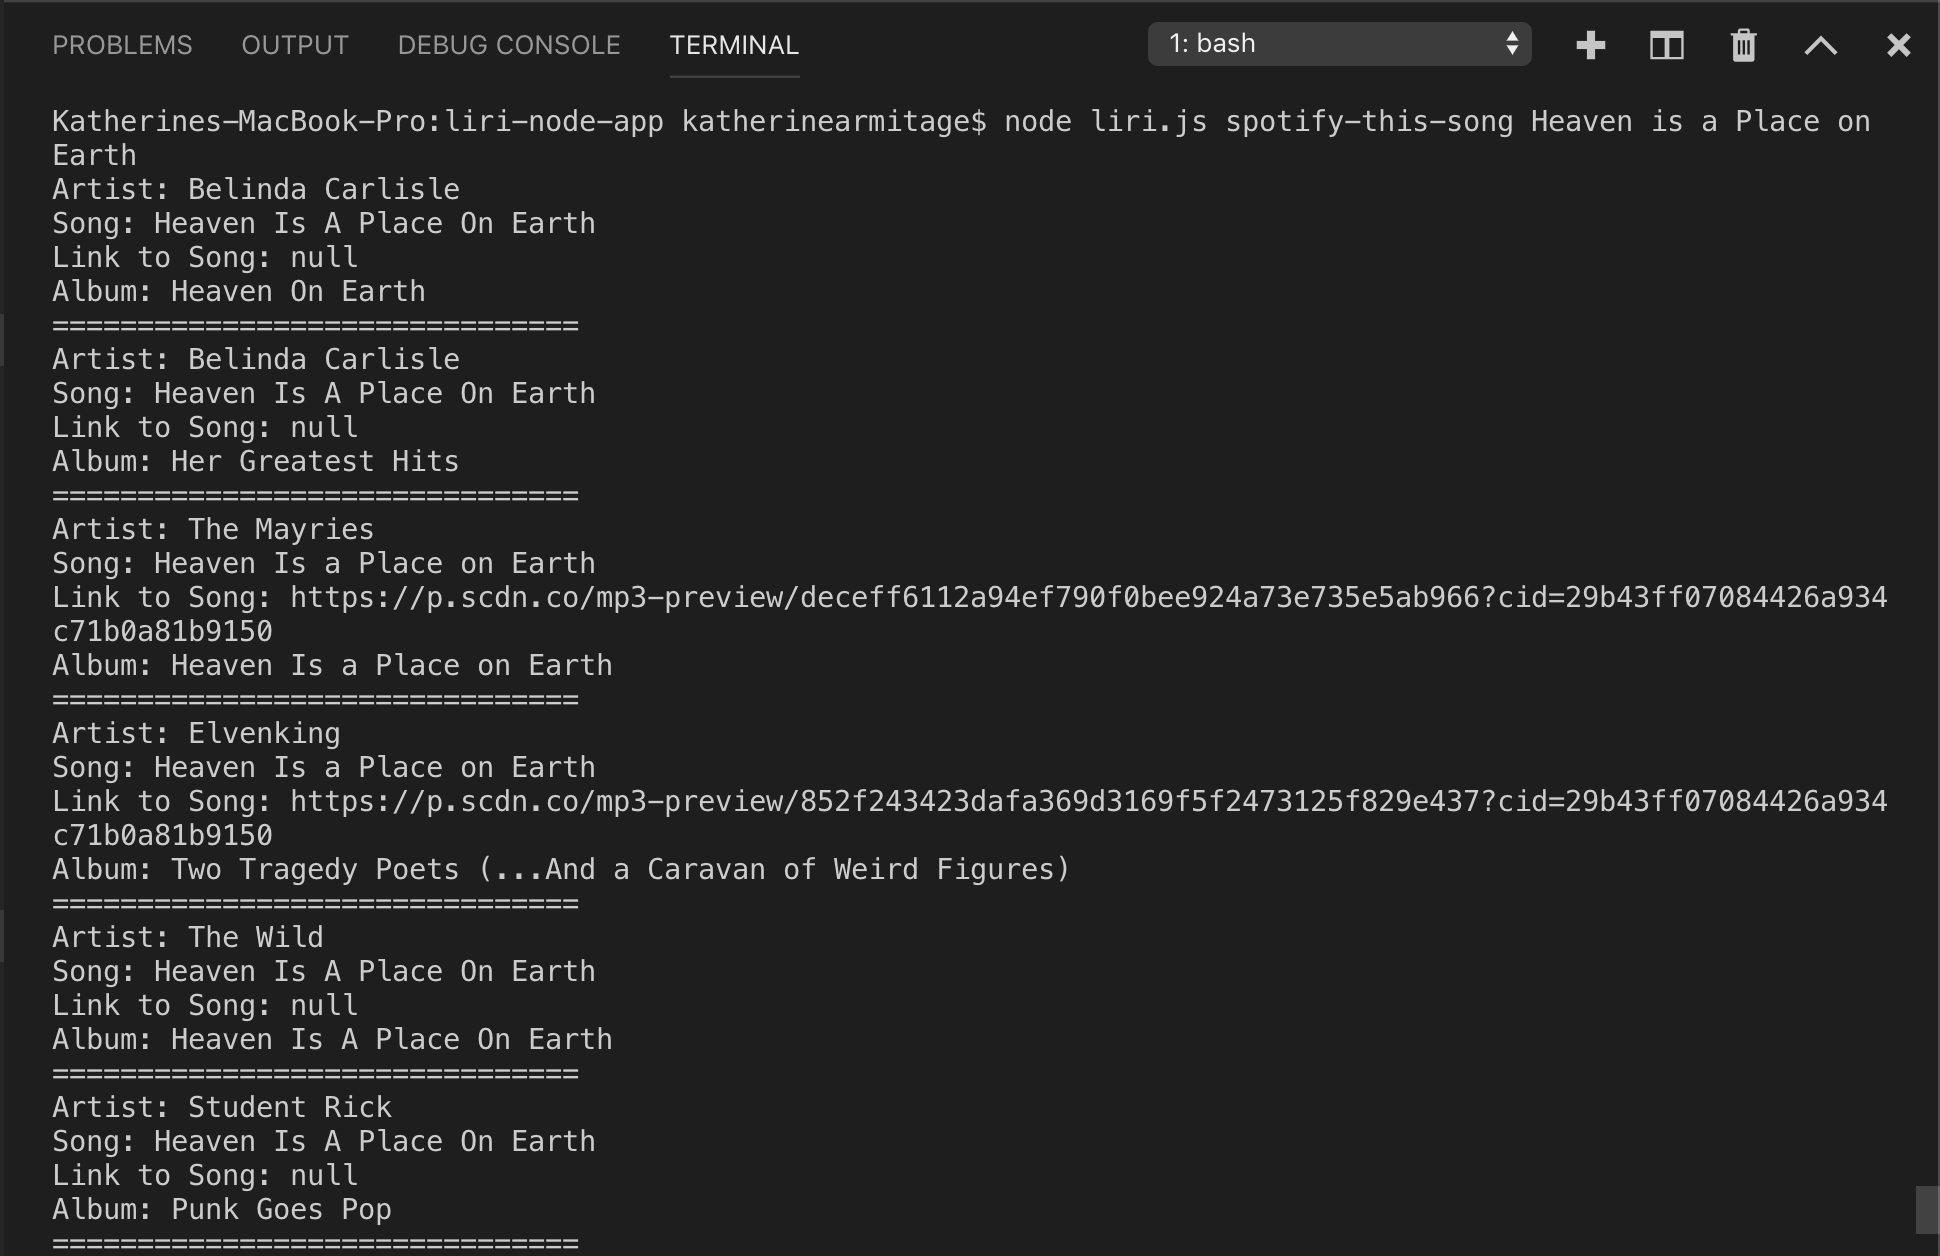 PROBLEMS OUTPUT DEBUG CONSOLE TERMINAL 1: bash
Katherines-MacBook-Pro:liri-node-app katherinearmitage$ node liri.js spotify-this-song Heaven is a Place on
Earth
Artist: Belinda Carlisle
Song: Heaven Is A Place On Earth
Link to Song: null
Album: Heaven On Earth
===============================
Artist: Belinda Carlisle
Song: Heaven Is A Place On Earth
Link to Song: null
Album: Her Greatest Hits
===============================
Artist: The Mayries
Song: Heaven Is a Place on Earth
Link to Song: https://p.scdn.co/mp3-preview/deceff6112a94ef790f0bee924a73e735e5ab966?cid=29b43ff07084426a934
c71b0a81b9150
Album: Heaven Is a Place on Earth
===============================
Artist: Elvenking
Song: Heaven Is a Place on Earth
Link to Song: https://p.scdn.co/mp3-preview/852f243423dafa369d3169f5f2473125f829e437?cid=29b43ff07084426a934
c71b0a81b9150
Album: Two Tragedy Poets (...And a Caravan of Weird Figures)
===============================
Artist: The Wild
Song: Heaven Is A Place On Earth
Link to Song: null
Album: Heaven Is A Place On Earth
===============================
Artist: Student Rick
Song: Heaven Is A Place On Earth
Link to Song: null
Album: Punk Goes Pop
===============================